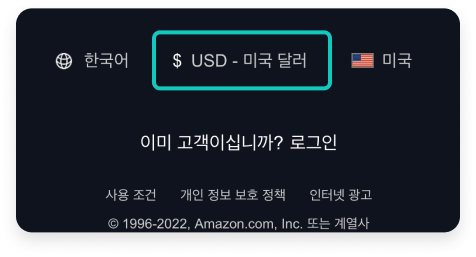 한국어 $ USD - 미국 달러 미국
이미 고객이십니까? 로그인
사용 조건 개인 정보 보호 정책 인터넷 광고
© 1996-2022, Amazon.com, Inc. 또는 계열사